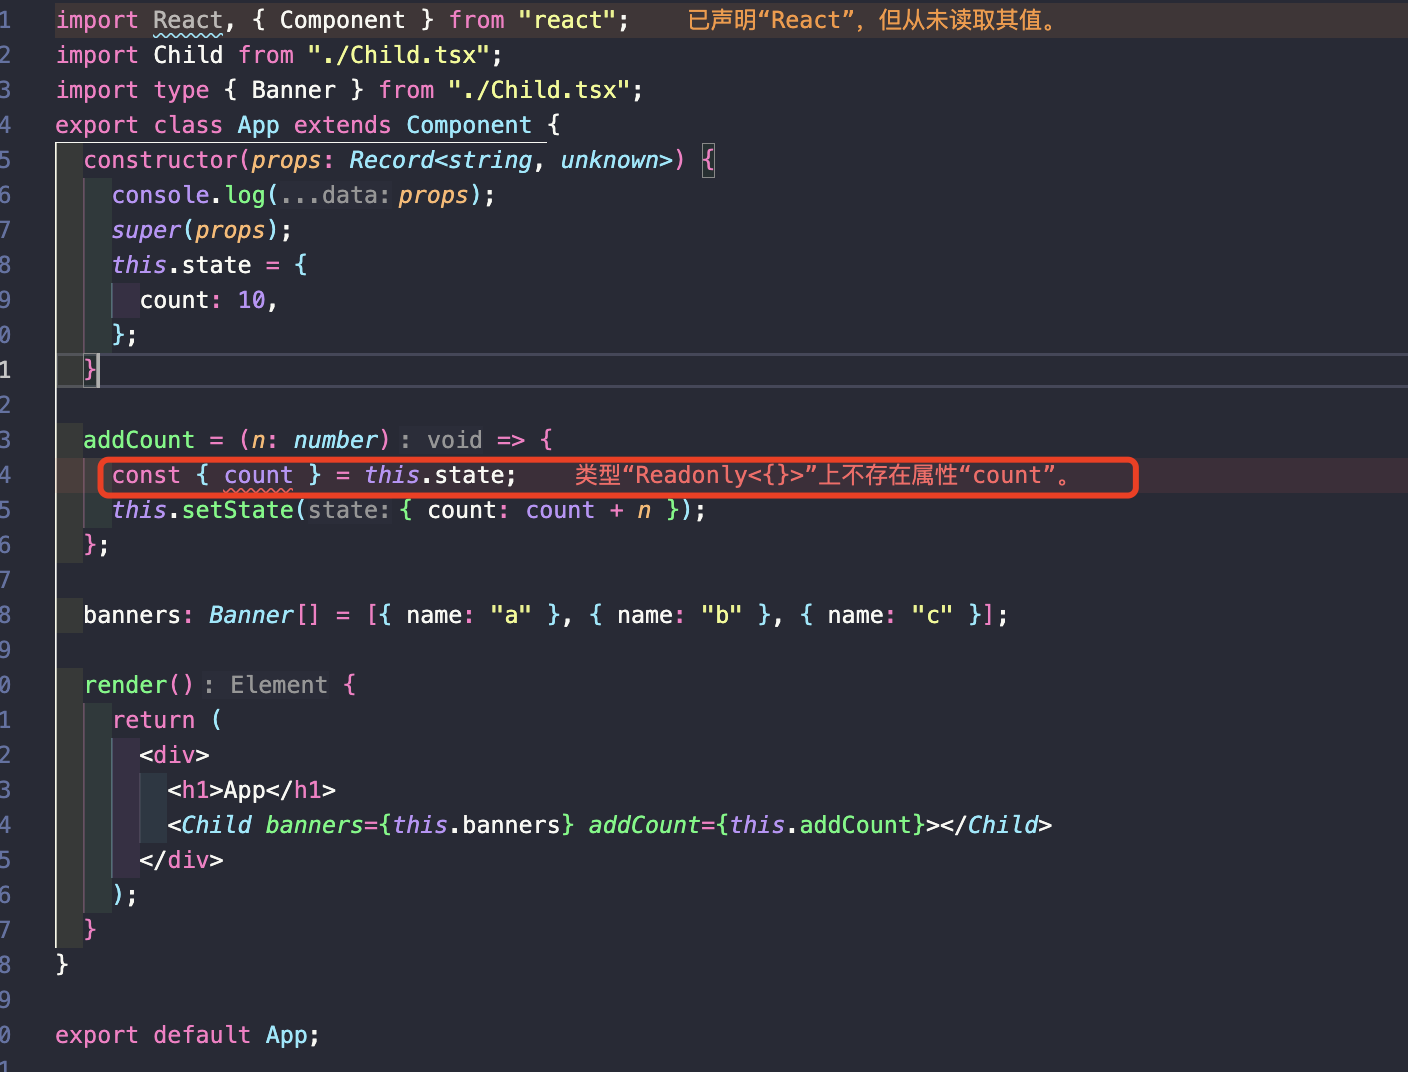 1 import React, { Component } from "react"; 已声明“React”，但从未读取其值。
2 import Child from "./Child.tsx";
3 import type { Banner } from "./Child.tsx";
4 export class App extends Component {
5 constructor(props: Record<string, unknown>) {
6 console.log(...data: props);
7 super(props);
8 this.state = {
9 count: 10,
0 };
1 }
2
3 addCount = (n: number): void => {
4 const { count } = this.state; 类型“Readonly<{}>”上不存在属性“count”。
5 this.setState(state: { count: count + n });
6 };
7
8 banners: Banner[] = [{ name: "a" }, { name: "b" }, { name: "c" }];
9
0 render(): Element {
1 return (
2 <div>
3 <h1>App</h1>
4 <Child banners={this.banners} addCount={this.addCount}></Child>
5 </div>
6 );
7 }
8 }
9
0 export default App;
1